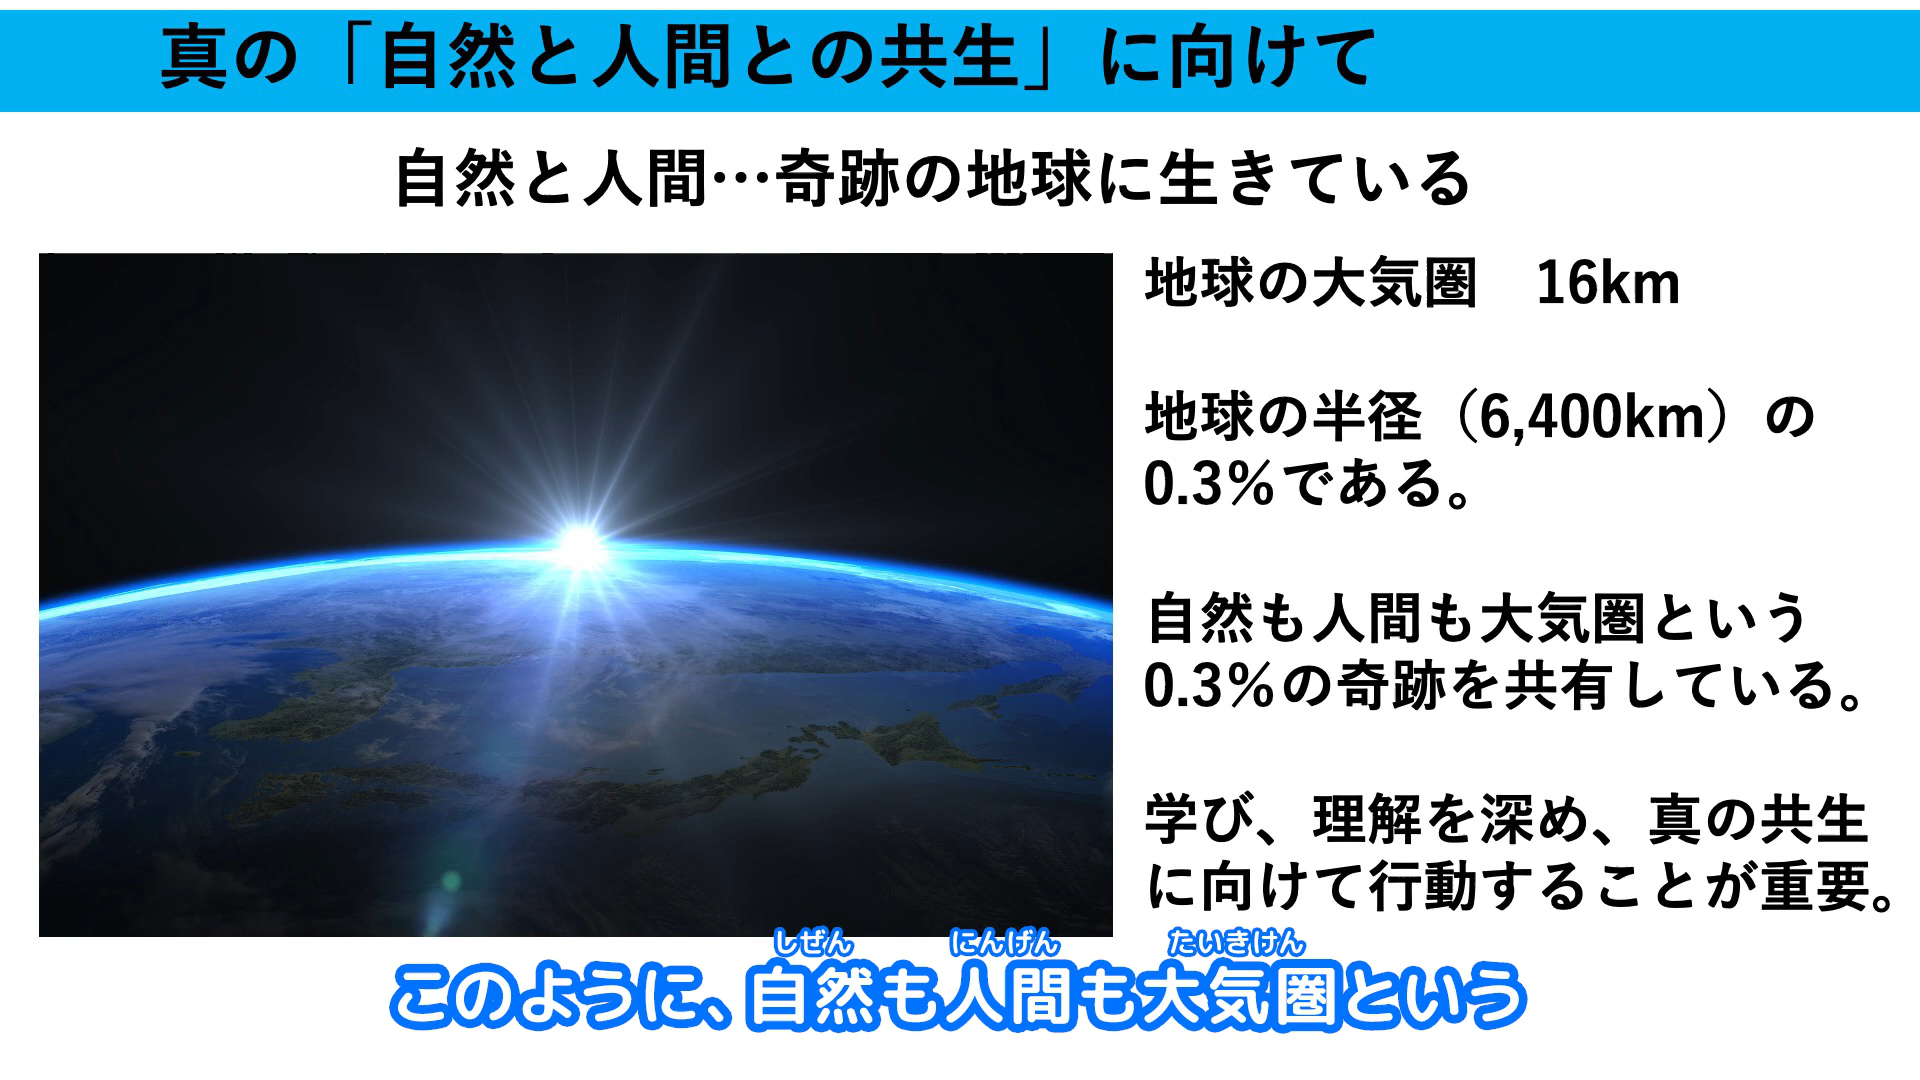 真の「自然と人間との共生」に向けて
自然と人間…奇跡の地球に生きている
地球の大気圏　16km
地球の半径（6,400km）の
0.3％である。
自然も人間も大気圏という
0.3％の奇跡を共有している。
学び、理解を深め、真の共生
に向けて行動することが重要。
しぜん にんげん たいきけん
このように、自然も人間も大気圏という